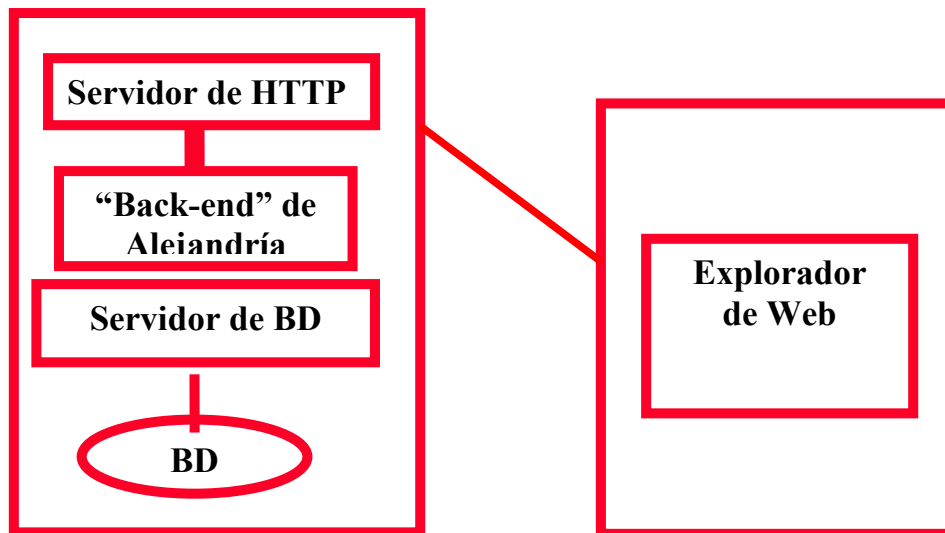 Servidor de HTTP
“Back-end” de
Alejandría
Servidor de BD
BD
Explorador
de Web